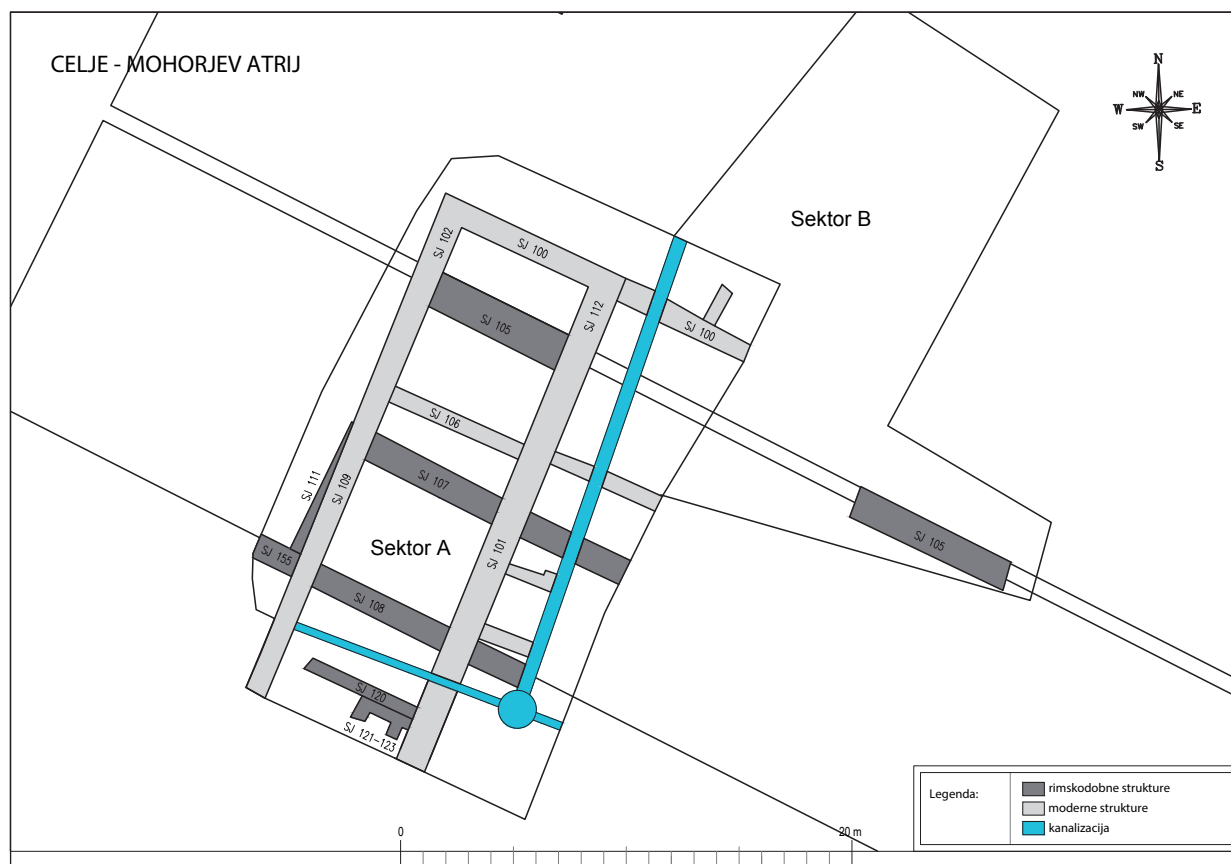 CELJE - MOHORJEV ATRIJ
N
NW NE
W E
SW SE
S
Sektor B
SJ 102
SJ 100
SJ 112
SJ 100
SJ 105
SJ 106
SJ 107
SJ 111
SJ 109
Sektor A
SJ 101
SJ 105
SJ 155
SJ 108
SJ 120
SJ 121-123
Legenda:
rimskodobne strukture
moderne strukture
kanalizacija
0
20 m